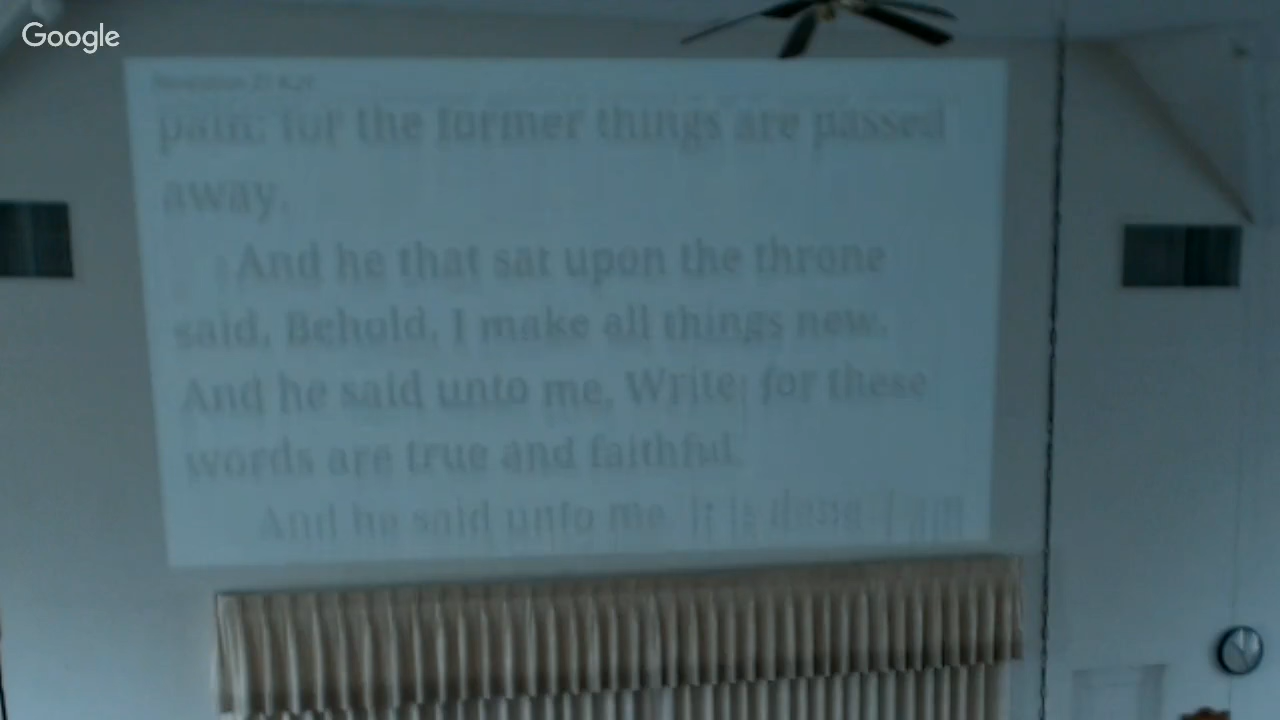 Google
pain: for the former things are passed
away.
And he that sat upon the throne
said, Behold, I make all things new.
And he said unto me, Write: for these
words are true and faithful.
And he said unto me, It is done. I am